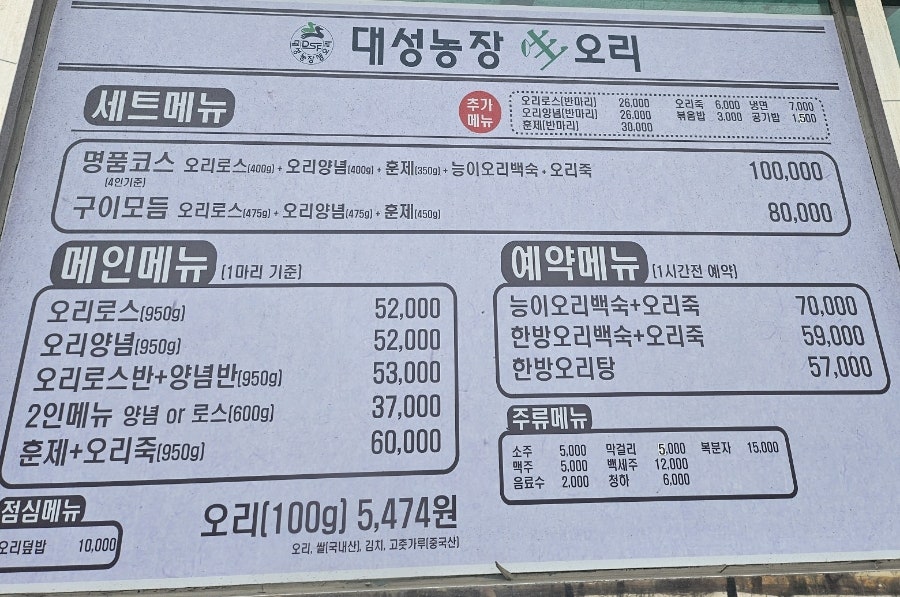 대성농장 生오리
DSF
대성농장생오리
세트메뉴
추가메뉴
오리로스(반마리) 26,000 오리죽 6,000 냉면 7,000
오리양념(반마리) 26,000 볶음밥 3,000 공기밥 1,500
훈제(반마리) 30,000
명품코스 오리로스(400g) + 오리양념(400g) + 훈제(350g) + 능이오리백숙 + 오리죽 100,000
(4인기준)
구이모듬 오리로스(475g) + 오리양념(475g) + 훈제(450g) 80,000
메인메뉴 (1마리 기준)
오리로스(950g) 52,000
오리양념(950g) 52,000
오리로스반+양념반(950g) 53,000
2인메뉴 양념 or 로스(600g) 37,000
훈제+오리죽(950g) 60,000
예약메뉴 (1시간전 예약)
능이오리백숙+오리죽 70,000
한방오리백숙+오리죽 59,000
한방오리탕 57,000
주류메뉴
소주 5,000 막걸리 5,000 복분자 15,000
맥주 5,000 백세주 12,000
음료수 2,000 청하 6,000
점심메뉴
오리덮밥 10,000
오리(100g) 5,474원
오리, 쌀(국내산), 김치, 고춧가루(중국산)